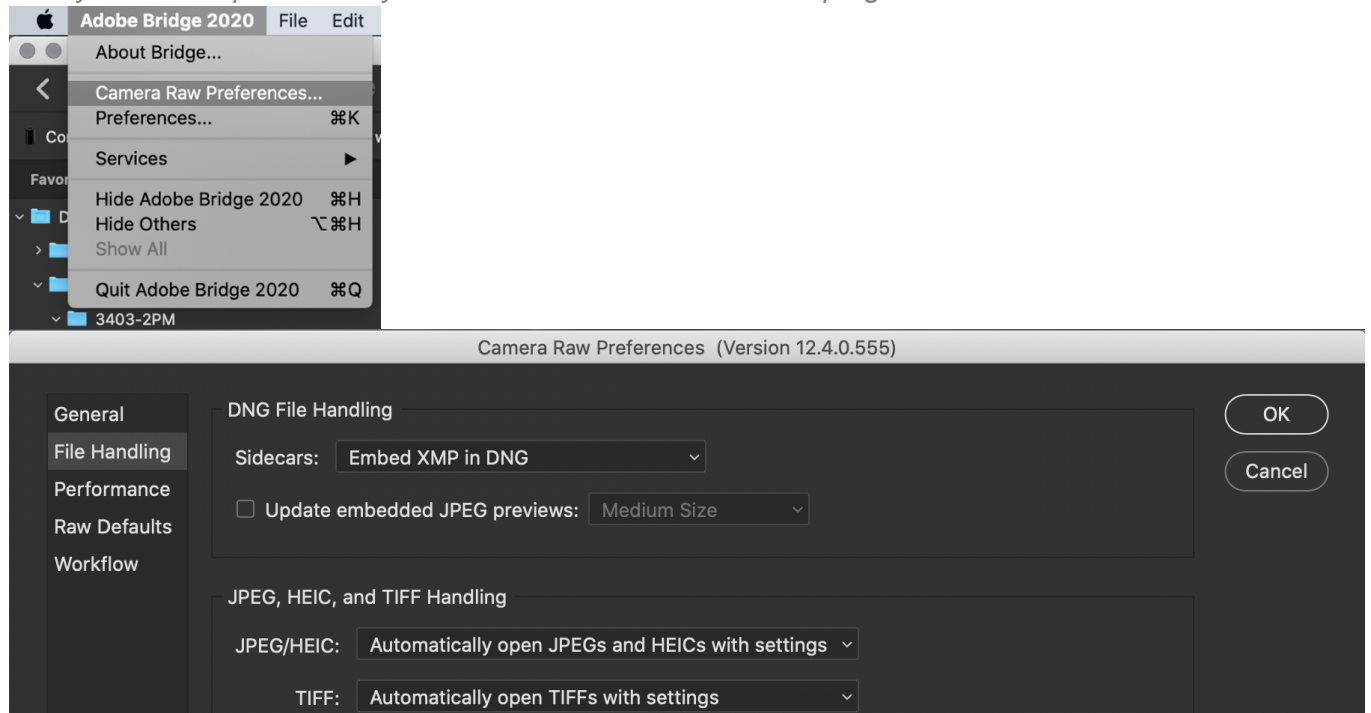 Adobe Bridge 2020 File Edit
About Bridge...
Camera Raw Preferences...
Preferences... ⌘K
Services ▶
Hide Adobe Bridge 2020 ⌘H
Hide Others ⌥⌘H
Show All
Quit Adobe Bridge 2020 ⌘Q
3403-2PM
Camera Raw Preferences (Version 12.4.0.555)
General
File Handling
Performance
Raw Defaults
Workflow
DNG File Handling
Sidecars: Embed XMP in DNG
Update embedded JPEG previews: Medium Size
JPEG, HEIC, and TIFF Handling
JPEG/HEIC: Automatically open JPEGs and HEICs with settings
TIFF: Automatically open TIFFs with settings
OK
Cancel